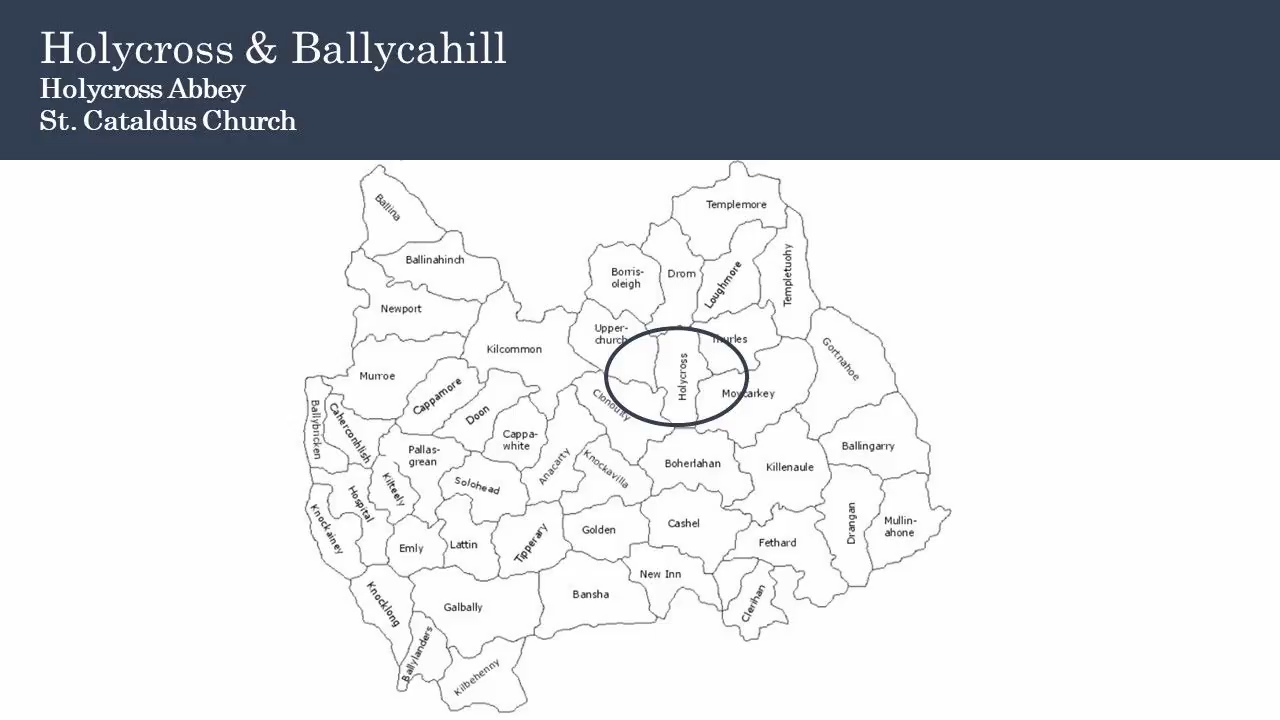 Holycross & Ballycahill
Holycross Abbey
St. Cataldus Church
Ballina
Templemore
Ballinahinch
Borris-
oleigh
Drom
Loughmore
Templetuohy
Newport
Upper-
church
Thurles
Kilcommon
Holycross
Gortnahoe
Murroe
Cappamore
Doon
Clonoulty
Moycarkey
Ballybricken
Caherconhlish
Cappa-
white
Pallas-
grean
Anacarty
Knockavilla
Boherlahan
Killenaule
Ballingarry
Kilteely
Solohead
Hospital
Knockainey
Emly
Lattin
Tipperary
Golden
Cashel
Fethard
Drangan
Mullin-
ahone
Knocklong
Galbally
Bansha
New Inn
Clerihan
Ballylanders
Kilbehenny